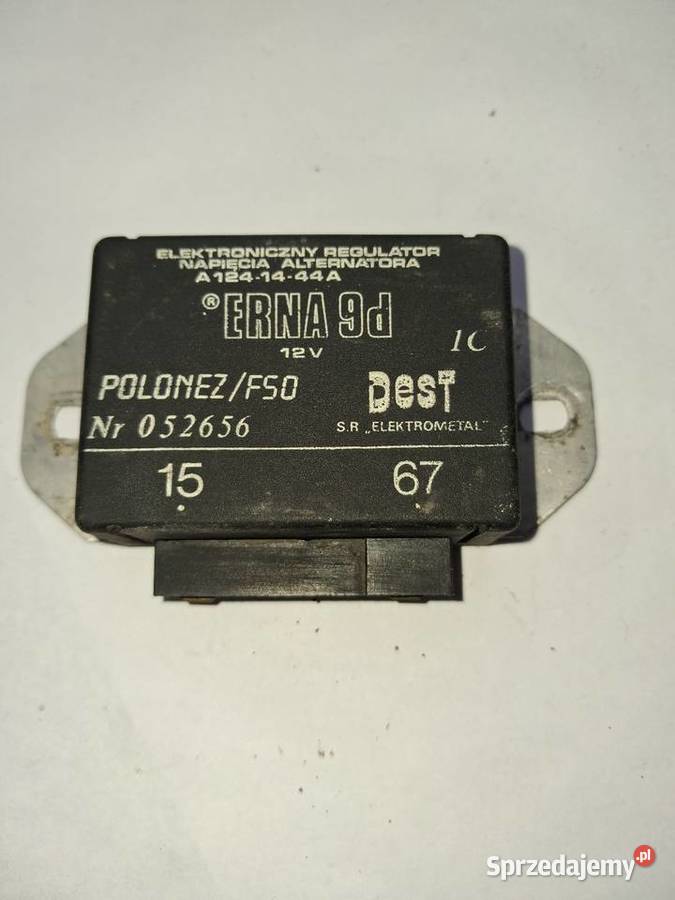 ELEKTRONICZNY REGULATOR
NAPIĘCIA ALTERNATORA
A124-14-44A
® ERNA 9d
12V
1C
POLONEZ/FSO
BesT
Nr 052656
S.R „ELEKTROMETAL"
15 67
Sprzedajemy.pl